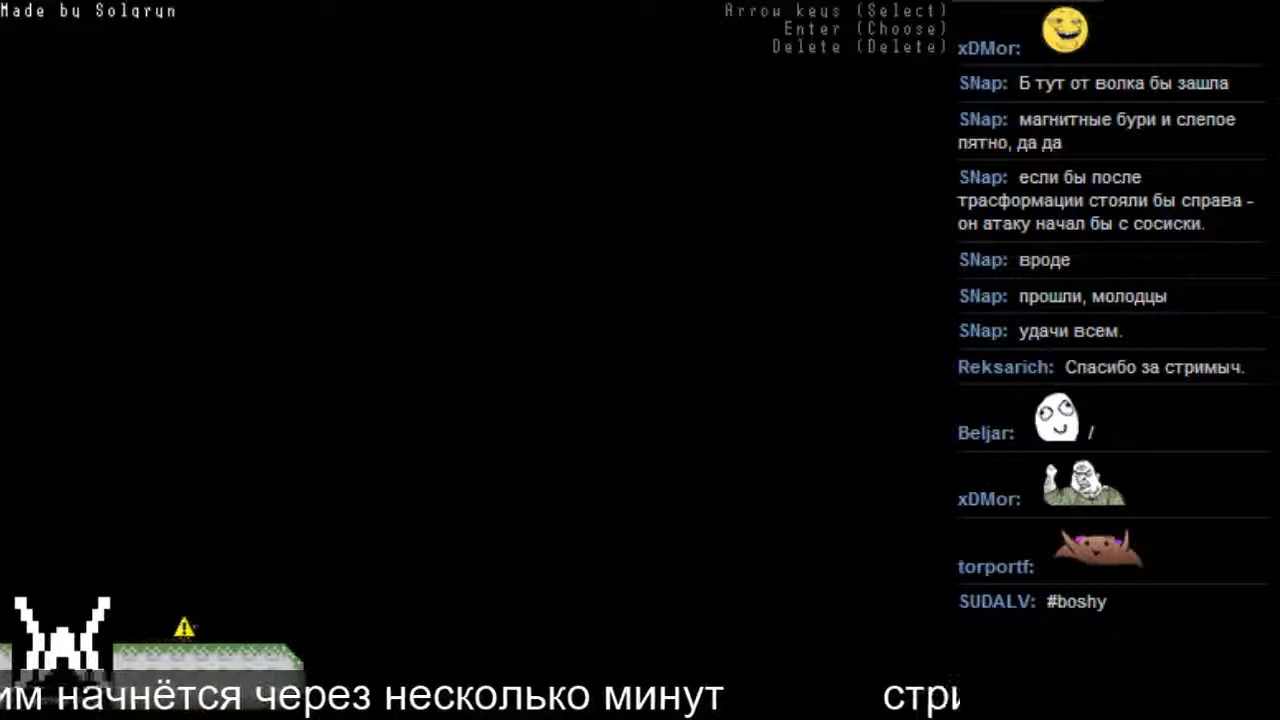 Made by Solgryn
Arrow keys (Select)
Enter (Choose)
Delete (Delete)
xDMor:
SNap: Б тут от волка бы зашла
SNap: магнитные бури и слепое
пятно, да да
SNap: если бы после
трасформации стояли бы справа -
он атаку начал бы с сосиски.
SNap: вроде
SNap: прошли, молодцы
SNap: удачи всем.
Reksarich: Спасибо за стримыч.
Beljar: /
xDMor:
torportf:
SUDALV: #boshy
им начнётся через несколько минут стри